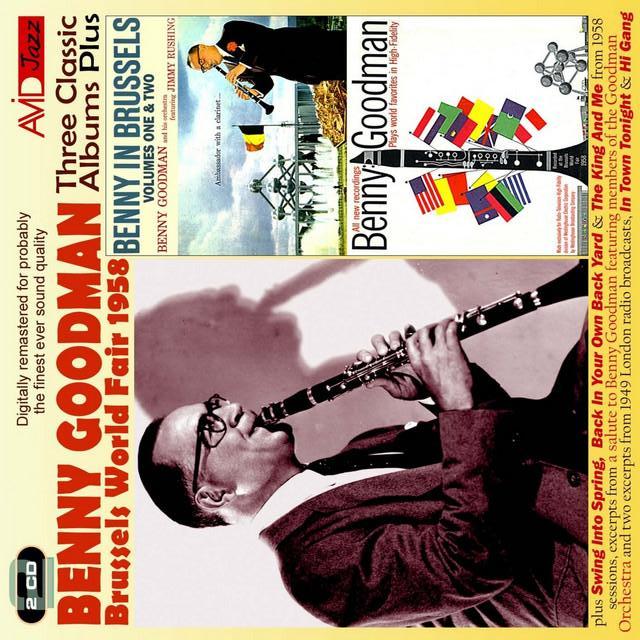 Digitally remastered for probably
the finest ever sound quality
AVID Jazz
2 CD
BENNY GOODMAN
Three Classic
Albums Plus
Brussels World Fair 1958
BENNY IN BRUSSELS
VOLUMES ONE & TWO
BENNY GOODMAN and his orchestra
featuring JIMMY RUSHING
Ambassador with a clarinet...
All new recordings
Benny Goodman
Plays world favorites in High-Fidelity
plus Swing Into Spring, Back In Your Own Back Yard & The King And Me from 1958
sessions, excerpts from a salute to Benny Goodman featuring members of the Goodman
Orchestra and two excerpts from 1949 London radio broadcasts, In Town Tonight & Hi Gang